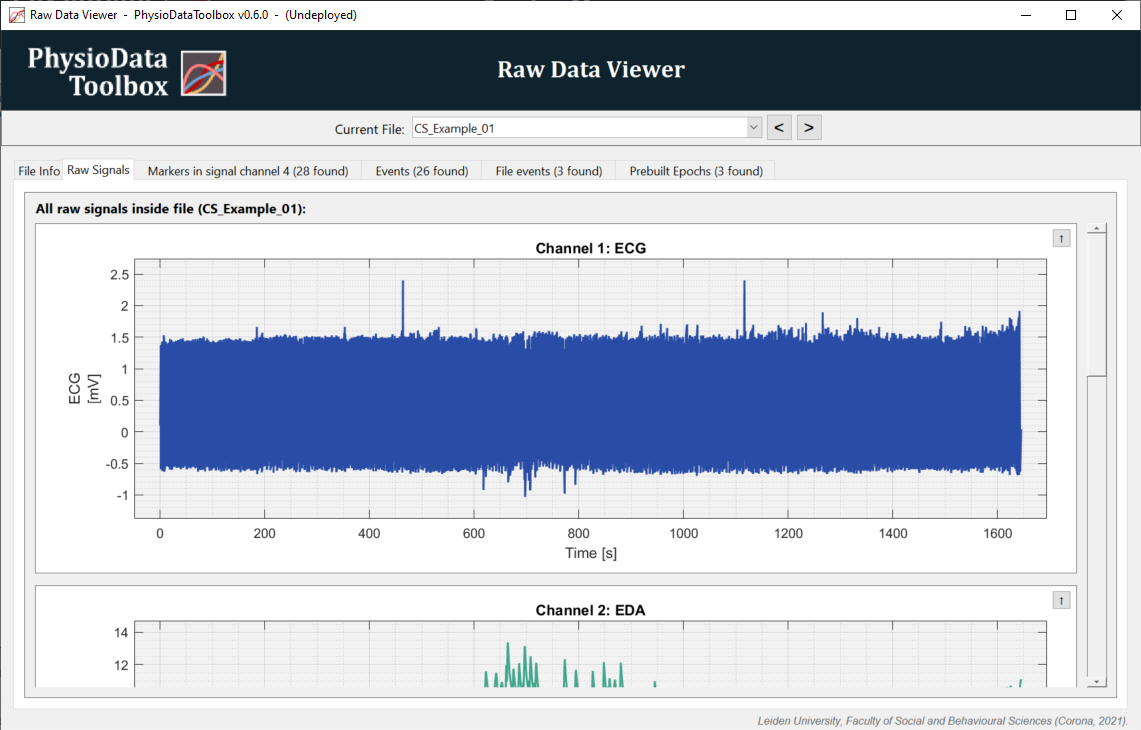 Raw Data Viewer - PhysioDataToolbox v0.6.0 - (Undeployed)
PhysioData
Toolbox
Raw Data Viewer
Current File: CS_Example_01 < >
File Info Raw Signals Markers in signal channel 4 (28 found) Events (26 found) File events (3 found) Prebuilt Epochs (3 found)
All raw signals inside file (CS_Example_01):
↑
Channel 1: ECG
2.5
2
1.5
1
0.5
0
-0.5
-1
ECG
[mV]
0 200 400 600 800 1000 1200 1400 1600
Time [s]
↑
Channel 2: EDA
14
12
Leiden University, Faculty of Social and Behavioural Sciences (Corona, 2021).